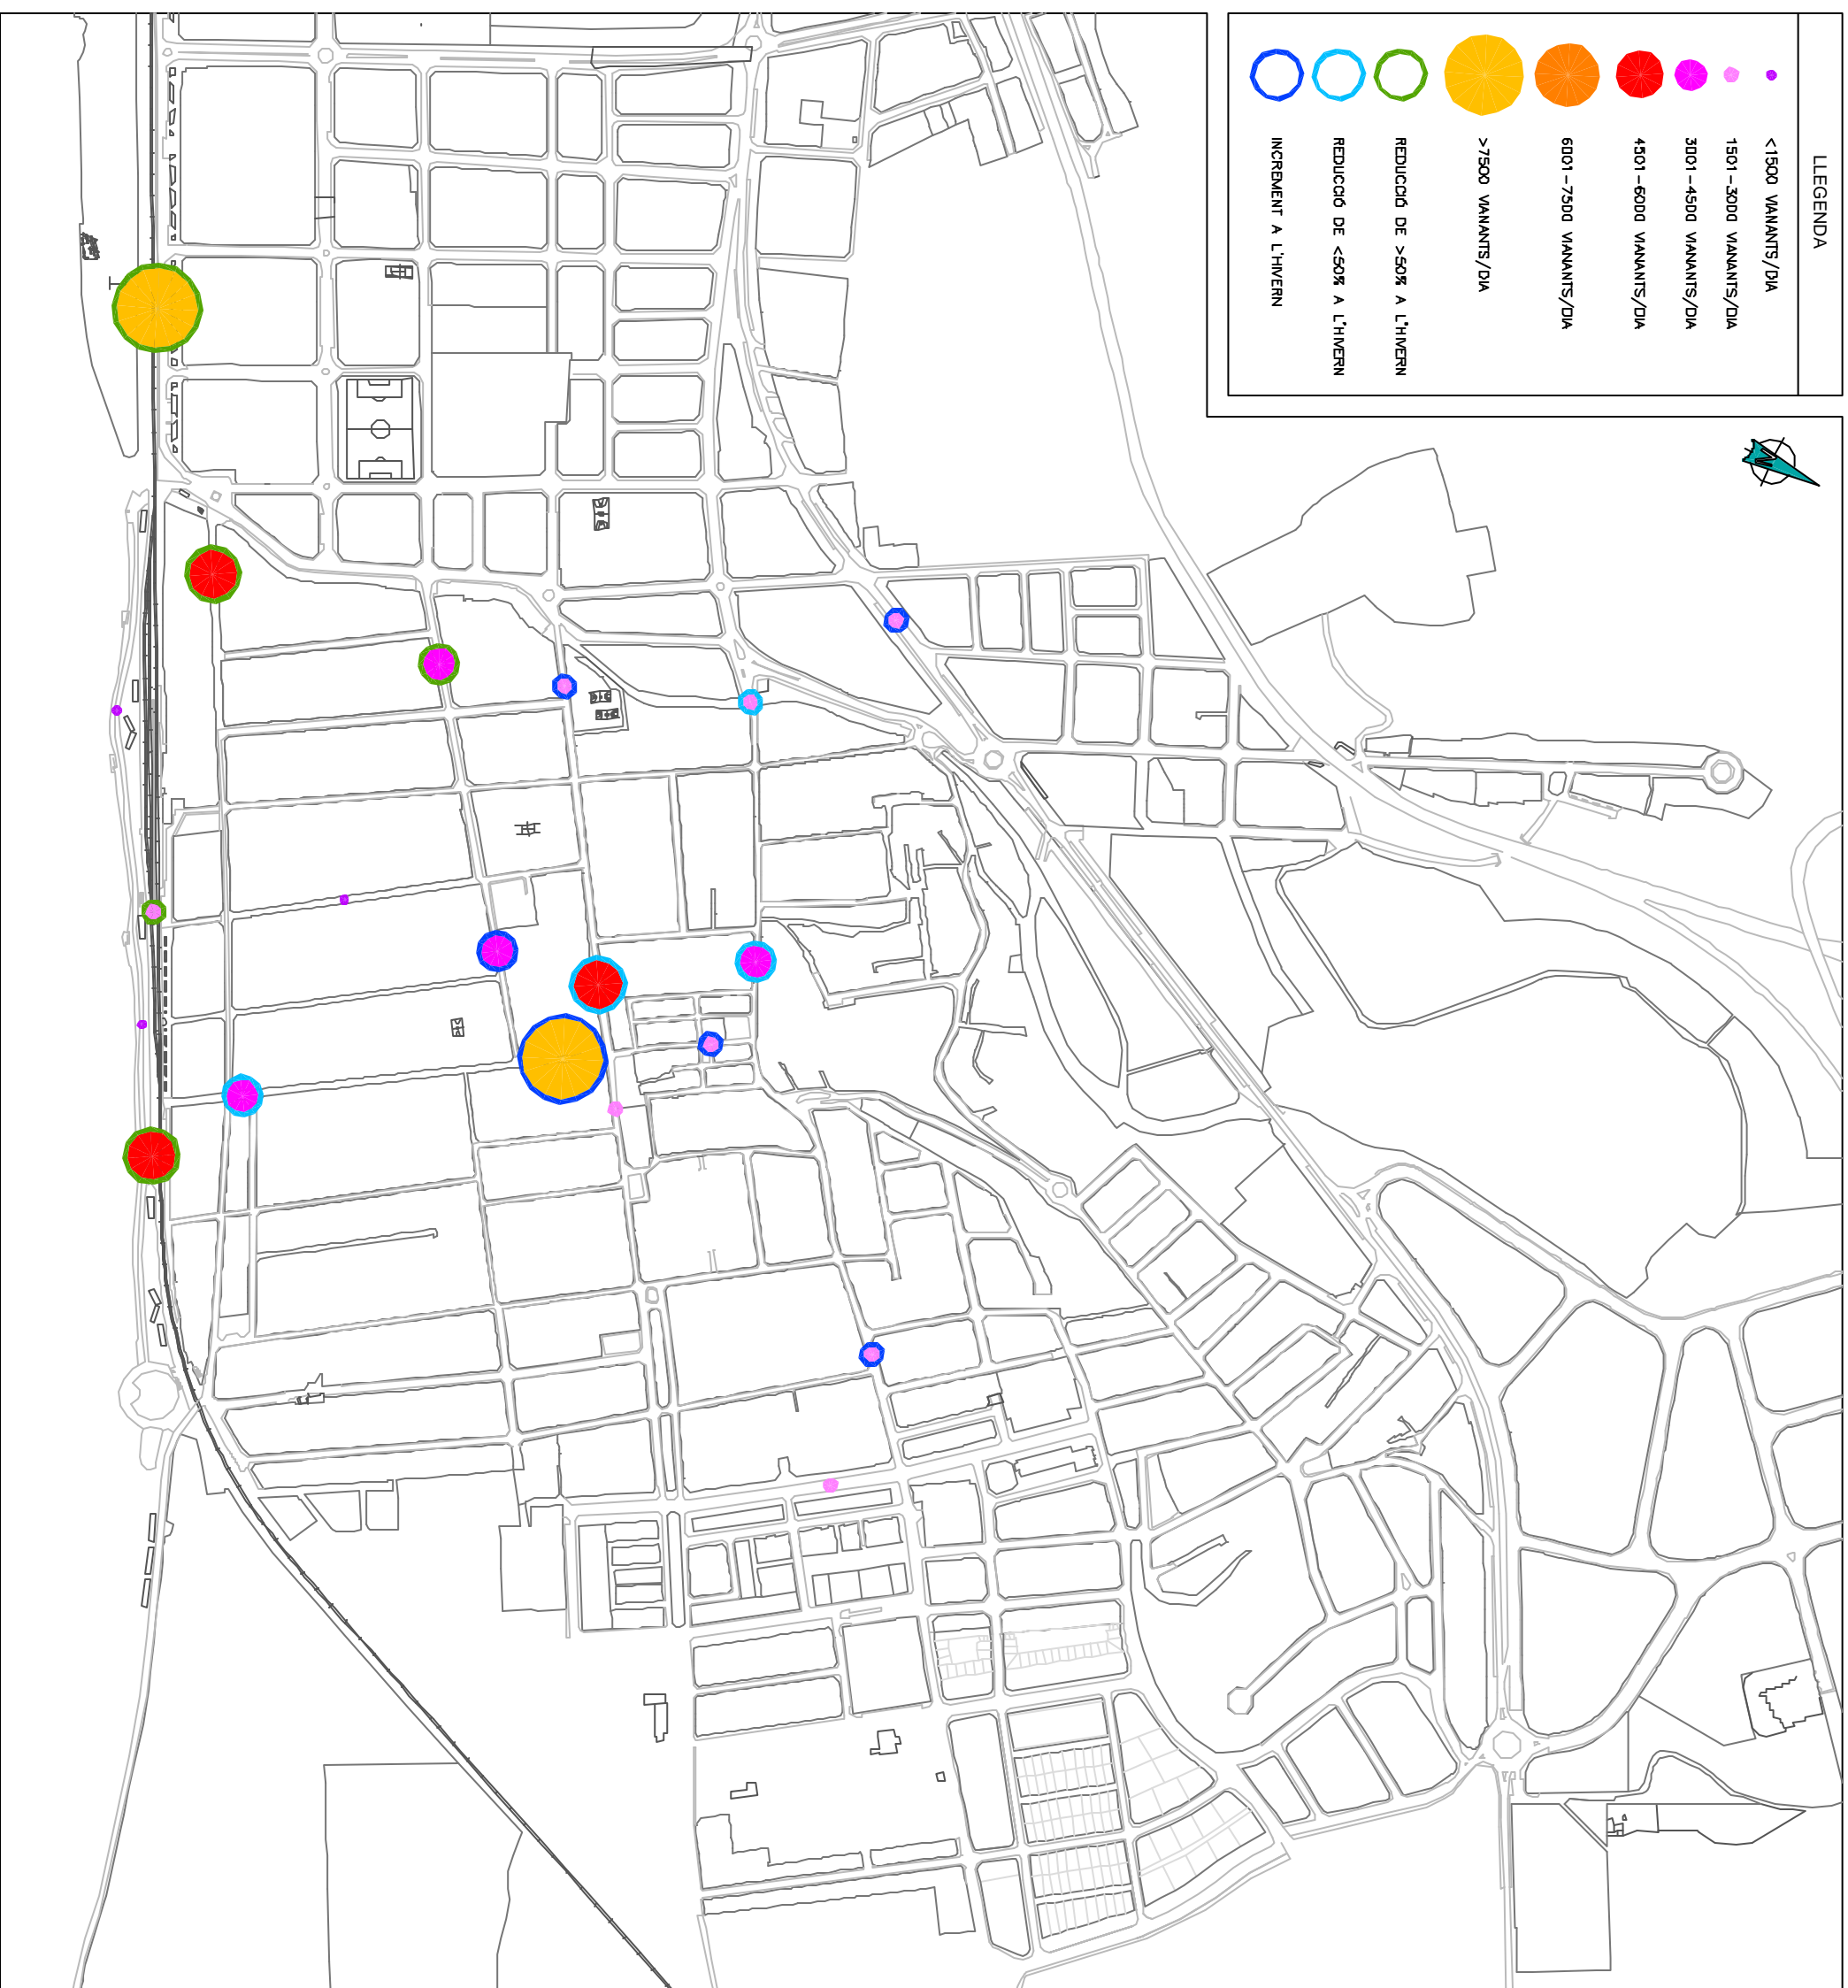 LLEGENDA
<1500 VIANANTS/DIA
1501-3000 VIANANTS/DIA
3001-4500 VIANANTS/DIA
4501-6000 VIANANTS/DIA
6001-7500 VIANANTS/DIA
>7500 VIANANTS/DIA
REDUCCIÓ DE >50% A L'HIVERN
REDUCCIÓ DE <50% A L'HIVERN
INCREMENT A L'HIVERN
N